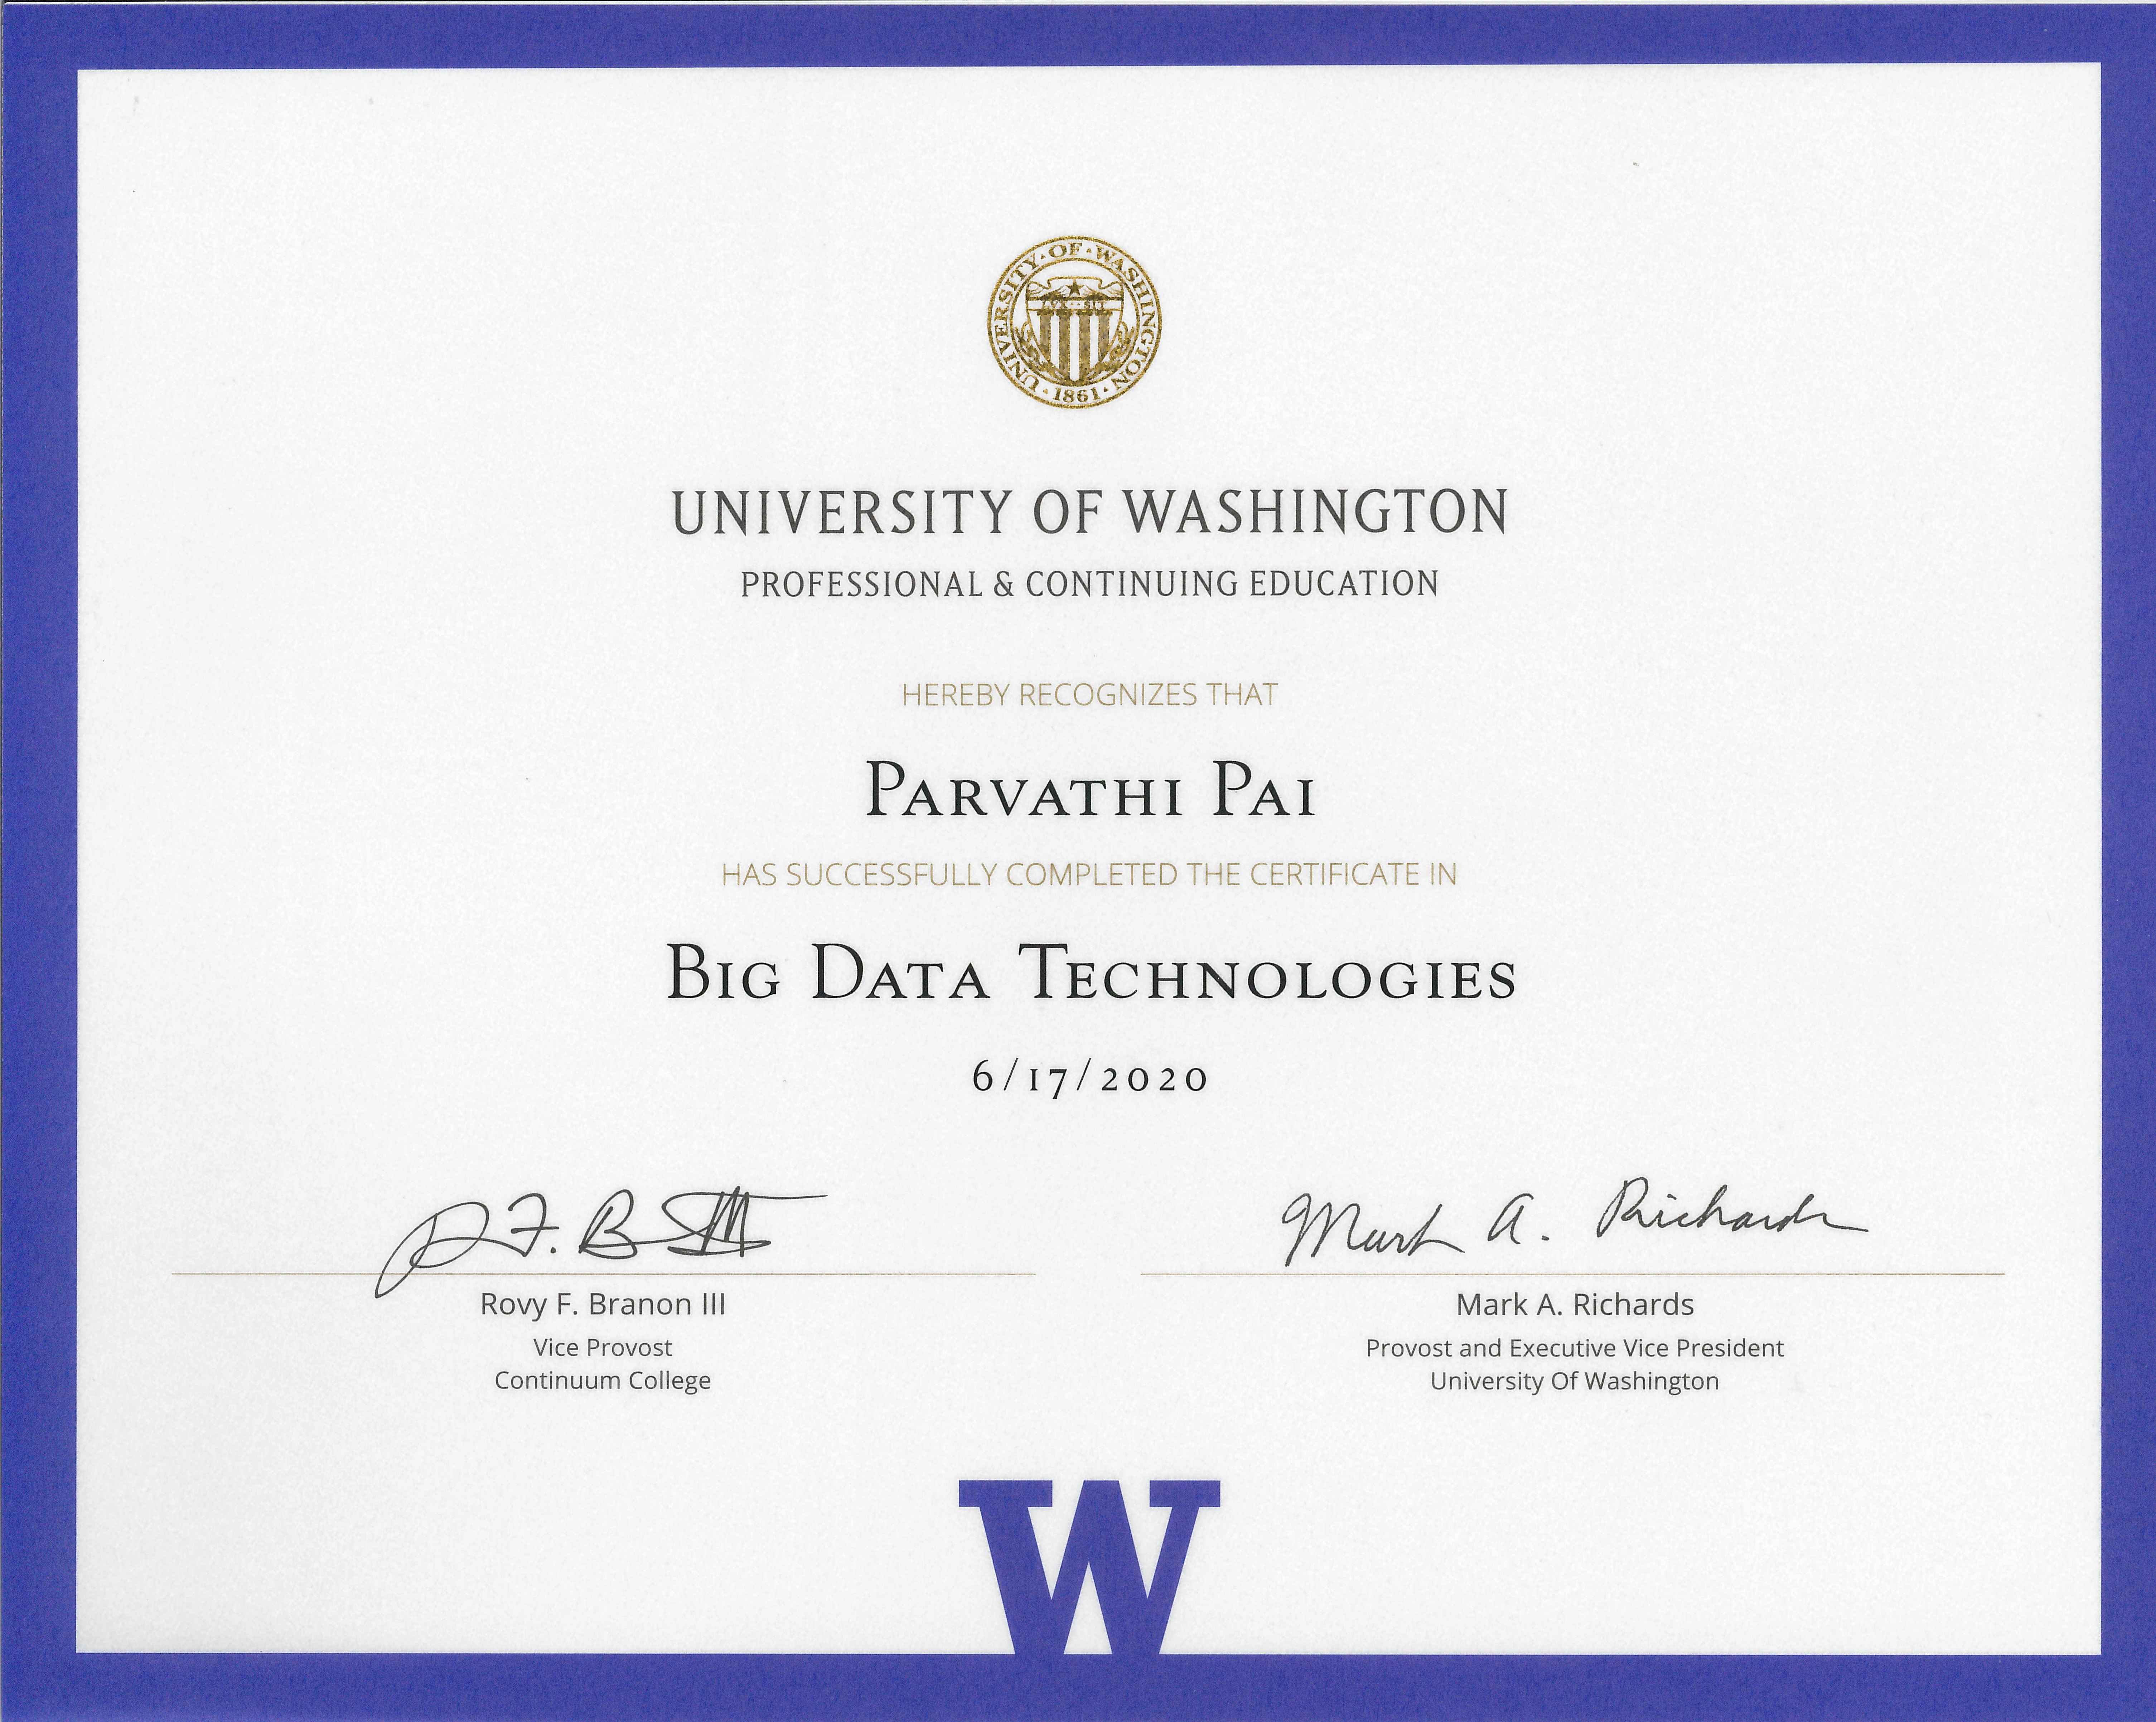 UNIVERSITY OF WASHINGTON
1861
LVX SIT
UNIVERSITY OF WASHINGTON
PROFESSIONAL & CONTINUING EDUCATION
HEREBY RECOGNIZES THAT
PARVATHI PAI
HAS SUCCESSFULLY COMPLETED THE CERTIFICATE IN
BIG DATA TECHNOLOGIES
6/17/2020
Mark A. Richards
Rovy F. Branon III
Vice Provost
Continuum College
Mark A. Richards
Provost and Executive Vice President
University Of Washington
W